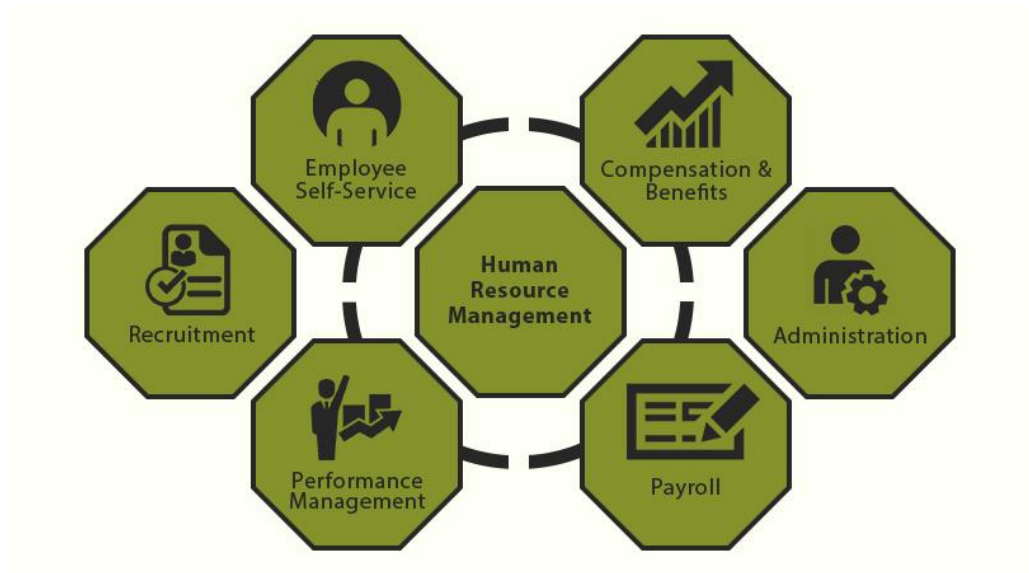 Employee
Self-Service
Compensation &
Benefits
Recruitment
Human
Resource
Management
Administration
Performance
Management
Payroll